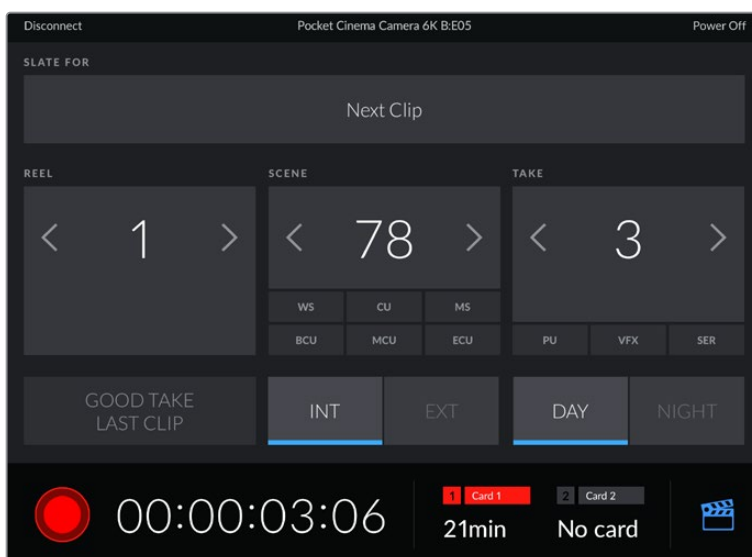 Disconnect Pocket Cinema Camera 6K B:E05 Power Off
SLATE FOR
Next Clip
REEL SCENE TAKE
< 1 > < 78 > < 3 >
WS CU MS
BCU MCU ECU PU VFX SER
GOOD TAKE
LAST CLIP
INT EXT DAY NIGHT
1 Card 1 2 Card 2
00:00:03:06 21min No card